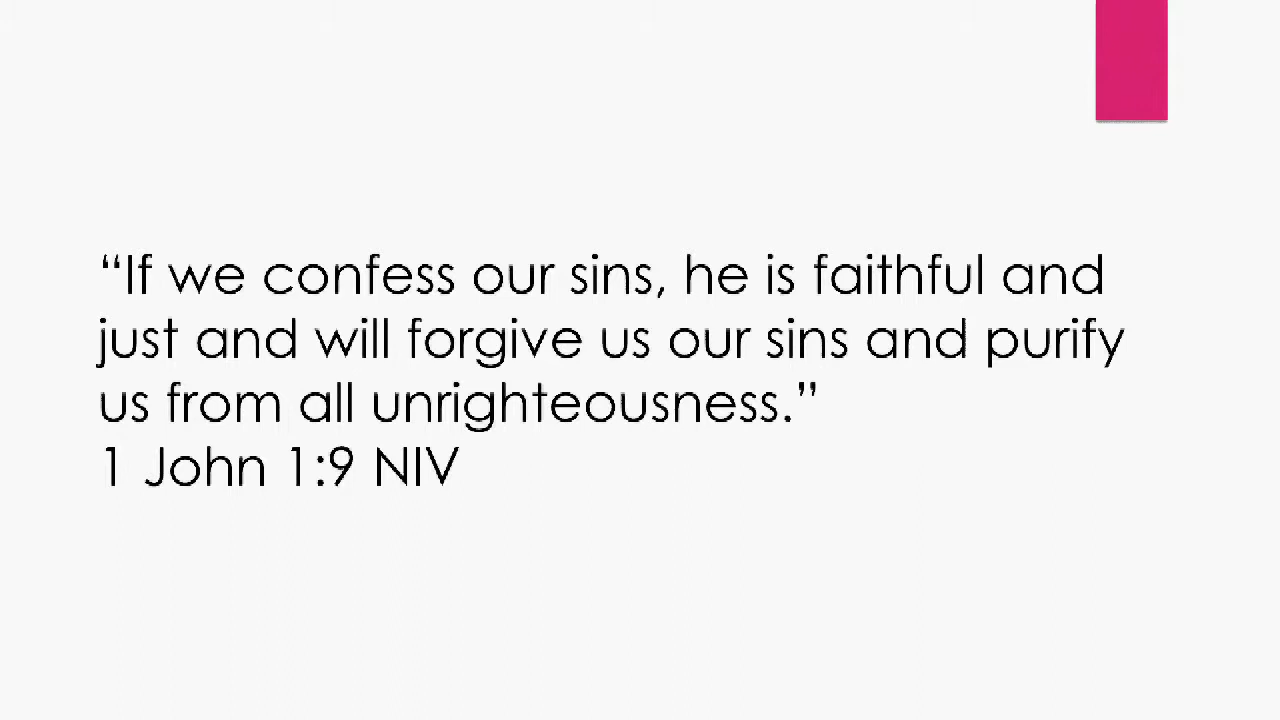 “If we confess our sins, he is faithful and
just and will forgive us our sins and purify
us from all unrighteousness.”
1 John 1:9 NIV